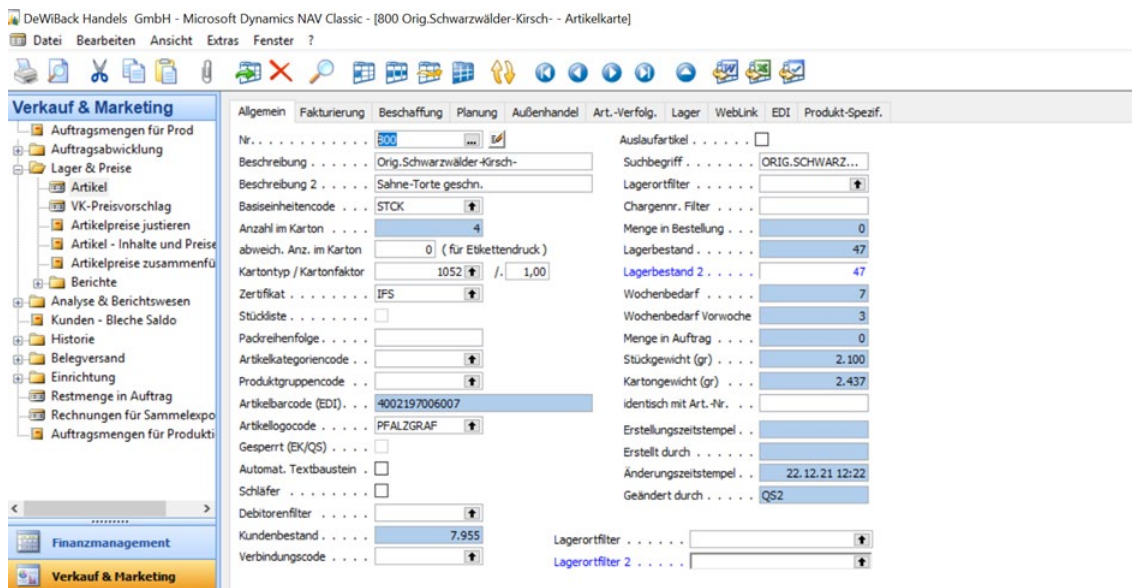 DeWiBack Handels GmbH - Microsoft Dynamics NAV Classic - [800 Orig.Schwarzwälder-Kirsch- - Artikelkarte]
Datei Bearbeiten Ansicht Extras Fenster ?
Verkauf & Marketing
Auftragsmengen für Prod
Auftragsabwicklung
Lager & Preise
Artikel
VK-Preisvorschlag
Artikelpreise justieren
Artikel - Inhalte und Preise
Artikelpreise zusammenfü
Berichte
Analyse & Berichtswesen
Kunden - Bleche Saldo
Historie
Belegversand
Einrichtung
Restmenge in Auftrag
Rechnungen für Sammelexpo
Auftragsmengen für Produkti
Finanzmanagement
Verkauf & Marketing
Allgemein Fakturierung Beschaffung Planung Außenhandel Art.-Verfolg. Lager WebLink EDI Produkt-Spezif.
Nr. . . . . . . . . . . . 800 ...
Beschreibung . . . . . . Orig.Schwarzwälder-Kirsch-
Beschreibung 2 . . . . . Sahne-Torte geschn.
Basiseinheitencode . . . STCK
Anzahl im Karton . . . . 4
abweich. Anz. im Karton 0 ( für Etikettendruck )
Kartontyp / Kartonfaktor 1052 /. 1,00
Zertifikat . . . . . . . . IFS
Stückliste . . . . . . . .
Packreihenfolge . . . . .
Artikelkategoriencode . .
Produktgruppencode . .
Artikelbarcode (EDI) . . . 4002197006007
Artikellogocode . . . . . PFALZGRAF
Gesperrt (EK/QS) . . . .
Automat. Textbaustein .
Schläfer . . . . . . . .
Debitorenfilter . . . . .
Kundenbestand . . . . . 7.955
Verbindungscode . . . .
Auslaufartikel . . . . . .
Suchbegriff . . . . . . . ORIG.SCHWARZ...
Lagerortfilter . . . . . .
Chargennr. Filter . . . .
Menge in Bestellung . . . 0
Lagerbestand . . . . . . 47
Lagerbestand 2 . . . . . 47
Wochenbedarf . . . . . 7
Wochenbedarf Vorwoche 3
Menge in Auftrag . . . . 0
Stückgewicht (gr) . . . . 2.100
Kartongewicht (gr) . . . 2.437
identisch mit Art.-Nr. . .
Erstellungszeitstempel . .
Erstellt durch . . . . . .
Änderungszeitstempel . . 22.12.21 12:22
Geändert durch . . . . . QS2
Lagerortfilter . . . . . .
Lagerortfilter 2 . . . . .